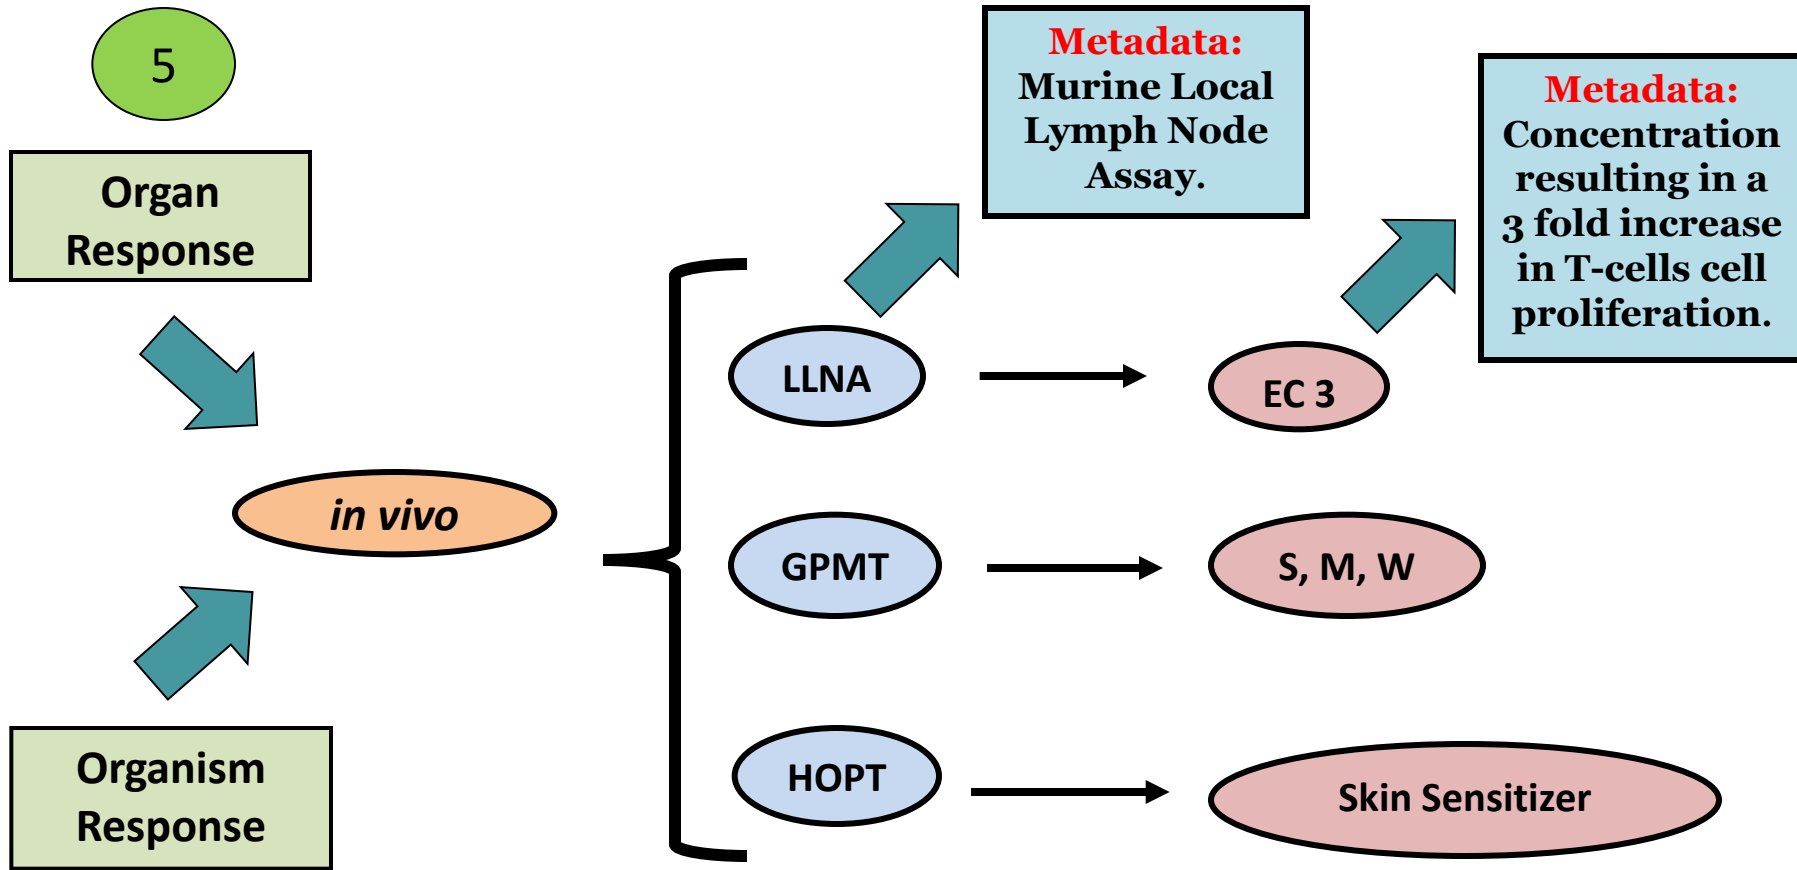 5
Organ
Response
Metadata:
Murine Local
Lymph Node
Assay.
Metadata:
Concentration
resulting in a
3 fold increase
in T-cells cell
proliferation.
LLNA
EC 3
in vivo
GPMT
S, M, W
Organism
Response
HOPT
Skin Sensitizer